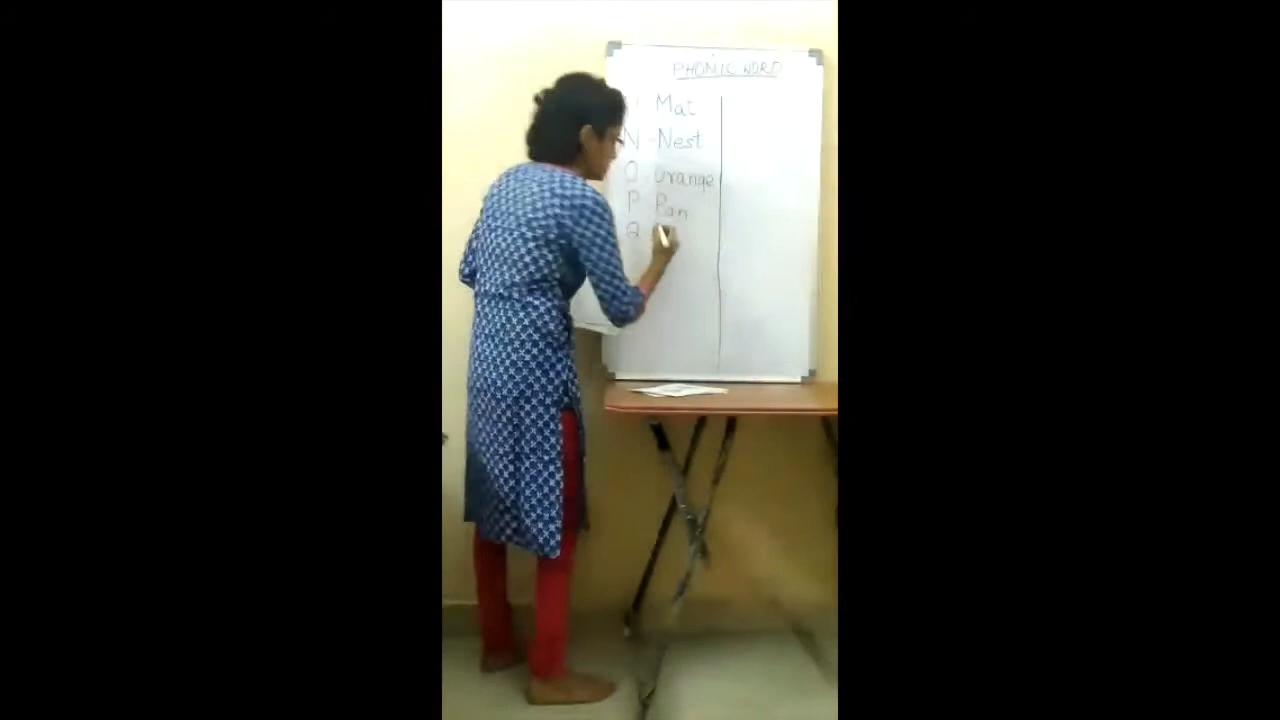 PHONIC WORD
Mat
N - Nest
O - Orange
P - Pan
Q